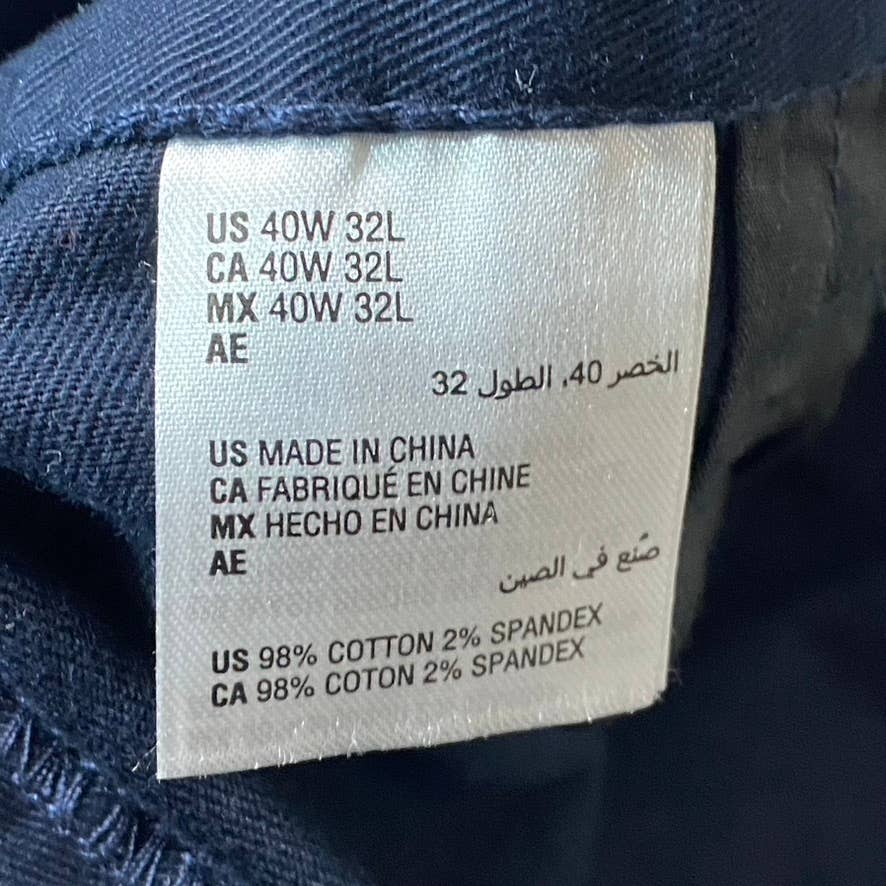 US 40W 32L
CA 40W 32L
MX 40W 32L
AE
الخصر 40، الطول 32
US MADE IN CHINA
CA FABRIQUÉ EN CHINE
MX HECHO EN CHINA
AE
صُنع في الصين
US 98% COTTON 2% SPANDEX
CA 98% COTON 2% SPANDEX